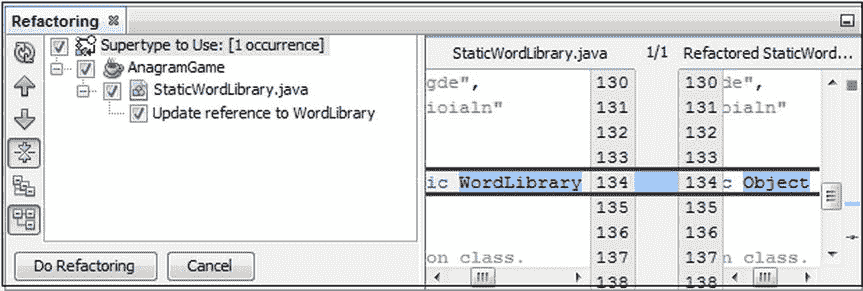 Refactoring
Supertype to Use: [1 occurrence]
AnagramGame
StaticWordLibrary.java
Update reference to WordLibrary
Do Refactoring Cancel
StaticWordLibrary.java 1/1 Refactored StaticWord...
gde", 130 130 de",
ioialn" 131 131 oialn"
132 132
133 133
ic WordLibrary 134 134 c Object
135 135
136 136
on class. 137 137 n class.
138 138